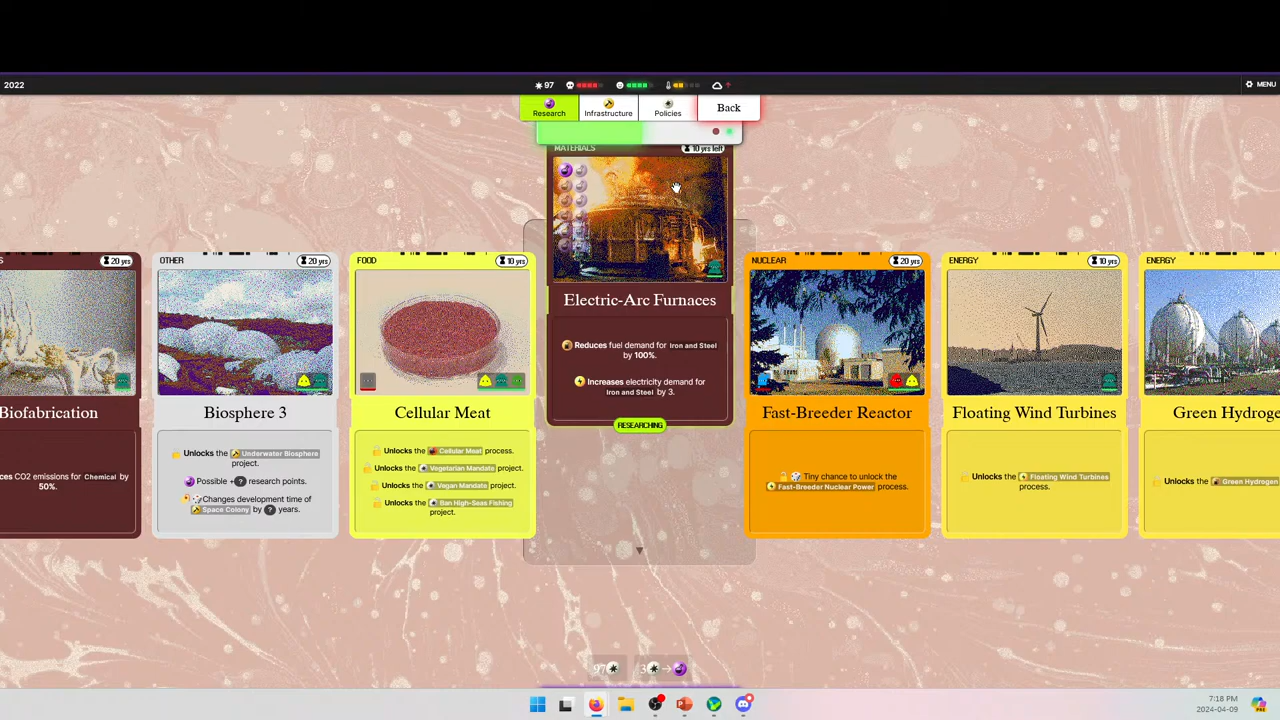 2022
97
MENU
Research
Infrastructure
Policies
Back
MATERIALS
10 yrs left
Electric-Arc Furnaces
Reduces fuel demand for Iron and Steel
by 100%.
Increases electricity demand for
Iron and Steel by 3.
RESEARCHING
20 yrs
Biofabrication
CO2 emissions for Chemical by
50%.
OTHER
20 yrs
Biosphere 3
Unlocks the Underwater Biosphere
project.
Possible +? research points.
Changes development time of
Space Colony by ? years.
FOOD
10 yrs
Cellular Meat
Unlocks the Cellular Meat process.
Unlocks the Vegetarian Mandate project.
Unlocks the Vegan Mandate project.
Unlocks the Ban High-Seas Fishing
project.
NUCLEAR
20 yrs
Fast-Breeder Reactor
Tiny chance to unlock the
Fast-Breeder Nuclear Power process.
ENERGY
10 yrs
Floating Wind Turbines
Unlocks the Floating Wind Turbines
process.
ENERGY
Green Hydroge
Unlocks the Green Hydrogen
97
3 →
7:18 PM
2024-04-09